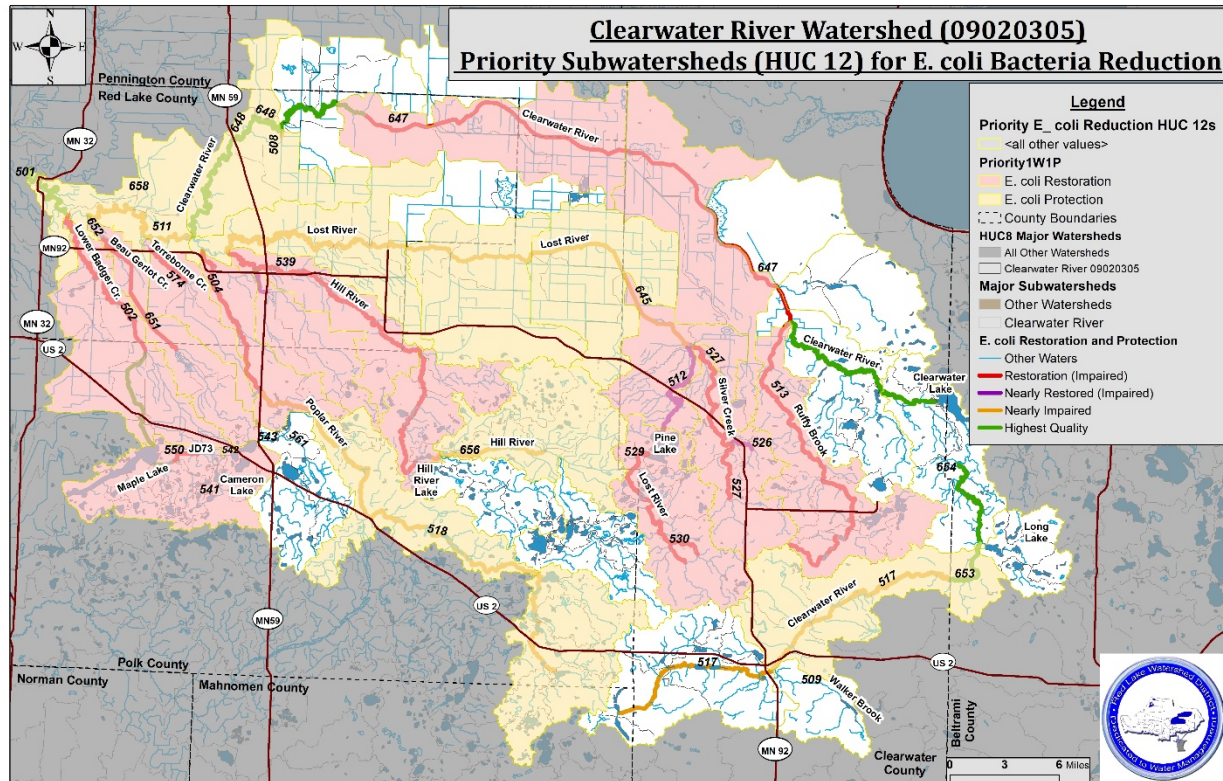 Clearwater River Watershed (09020305)
Priority Subwatersheds (HUC 12) for E. coli Bacteria Reduction
N
W
E
S
Pennington County
Red Lake County
MN 59
MN 32
648
648
508
647
Clearwater River
Clearwater River
501
658
511
652
MN92
Lower Badger Cr.
Beau Gerlot Cr.
Terrebonne Cr.
574
504
Lost River
Lost River
539
Hill River
645
647
502
651
MN 32
US 2
527
512
Silver Creek
513
Ruffy Brook
Clearwater River
Clearwater Lake
Poplar River
543
561
550
JD73
542
Maple Lake
541
Cameron Lake
656
Hill River
Hill River Lake
Pine Lake
529
526
Lost River
527
530
518
664
Long Lake
653
517
Clearwater River
US 2
MN59
517
509
Walker Brook
US 2
Polk County
Norman County
Mahnomen County
MN 92
Clearwater County
Beltrami County
Legend
Priority E_ coli Reduction HUC 12s
<all other values>
Priority1W1P
E. coli Restoration
E. coli Protection
County Boundaries
HUC8 Major Watersheds
All Other Watersheds
Clearwater River 09020305
Major Subwatersheds
Other Watersheds
Clearwater River
E. coli Restoration and Protection
Other Waters
Restoration (Impaired)
Nearly Restored (Impaired)
Nearly Impaired
Highest Quality
0 3 6 Miles
Red Lake Watershed District
Dedicated to Water Management